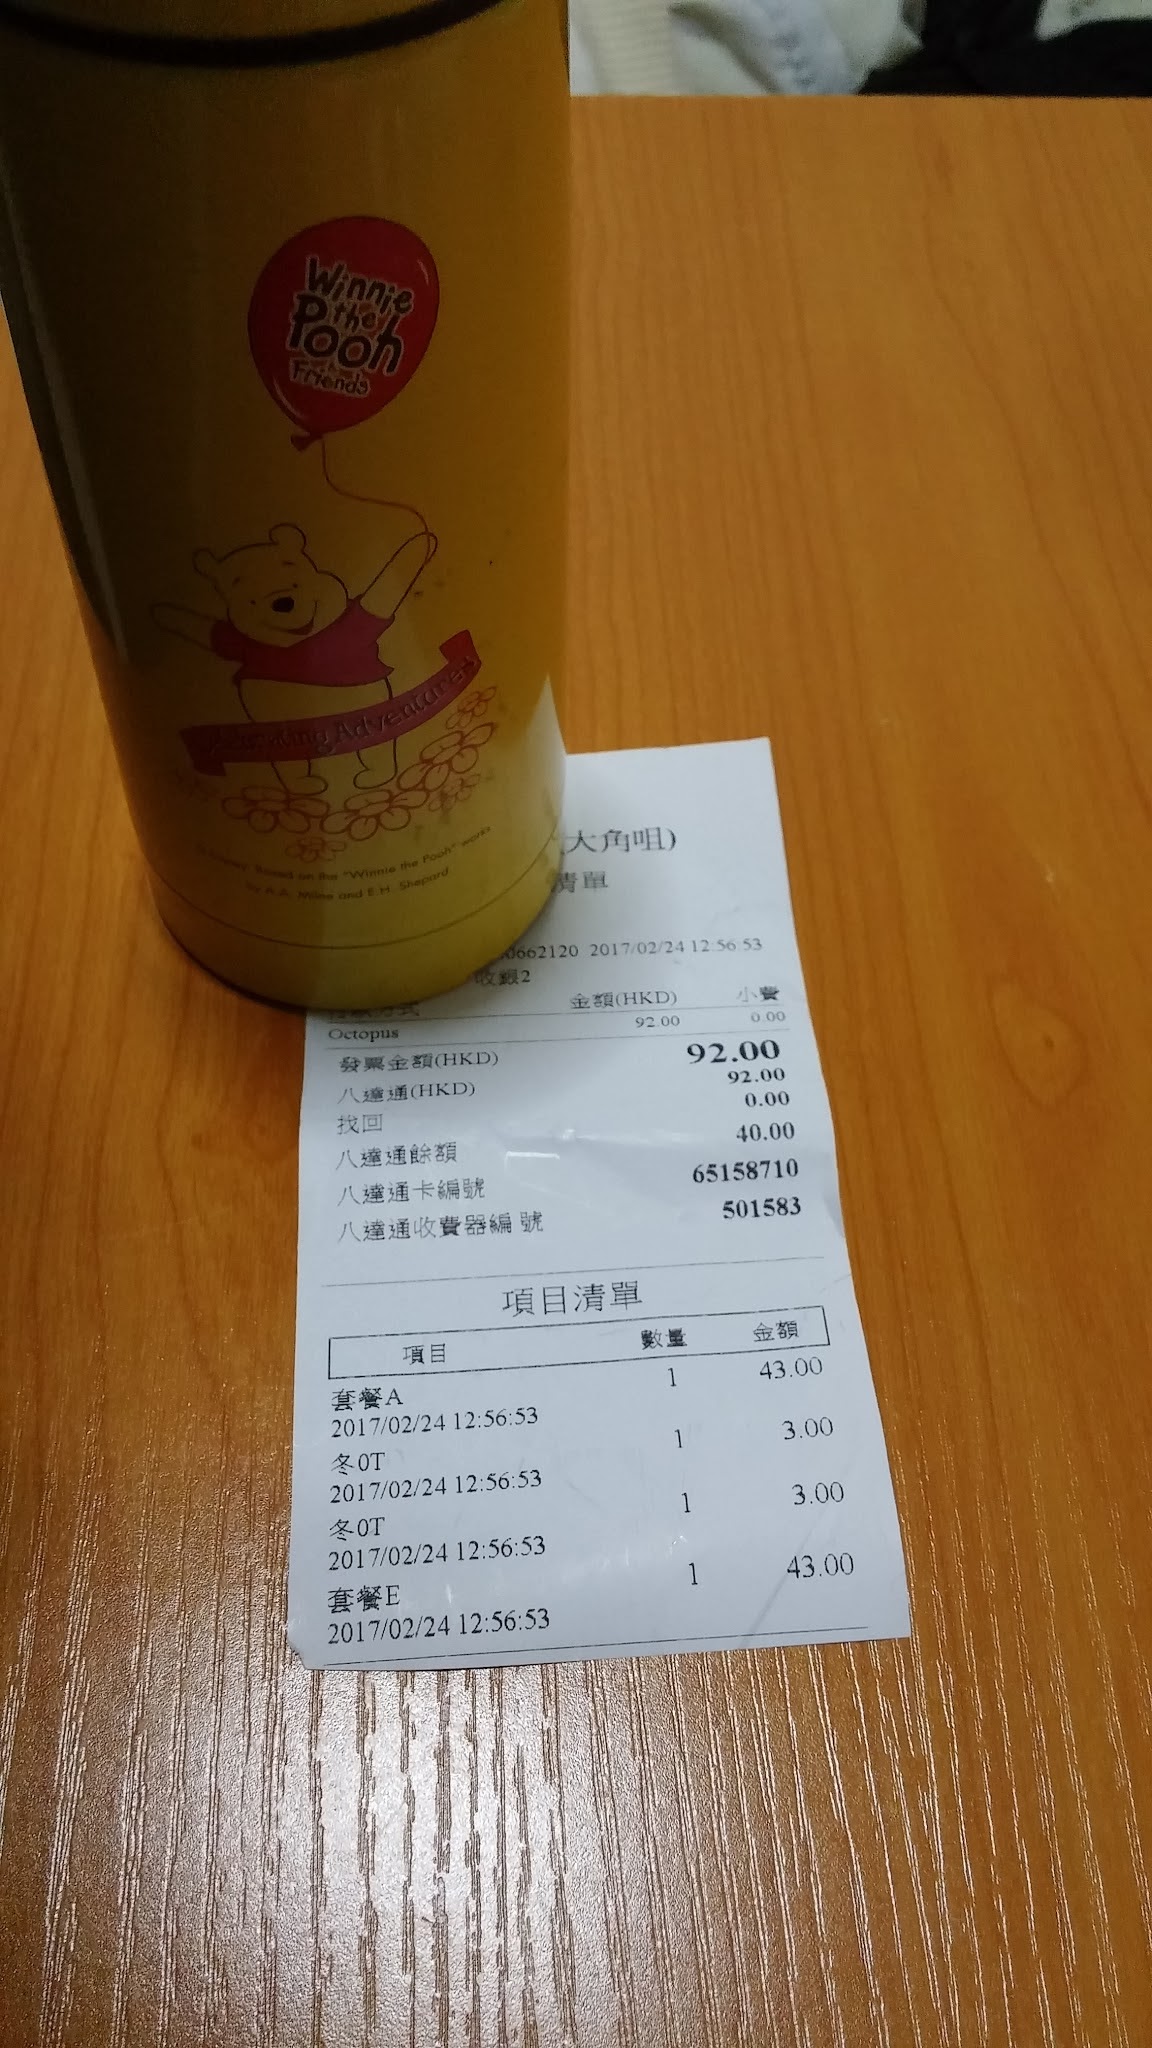 Winnie
the
Pooh
Friends
Adventures
Based on the "Winnie the Pooh" works
by A.A. Milne and E.H. Shepard
(大角咀)
清單
0662120 2017/02/24 12:56:53
收銀2
金額(HKD) 小費
Octopus 92.00 0.00
發票金額(HKD) 92.00
八達通(HKD) 92.00
找回 0.00
八達通餘額 40.00
八達通卡編號 65158710
八達通收費器編 號 501583
項目清單
項目 數量 金額
套餐A 1 43.00
2017/02/24 12:56:53
冬0T 1 3.00
2017/02/24 12:56:53
冬0T 1 3.00
2017/02/24 12:56:53
套餐E 1 43.00
2017/02/24 12:56:53